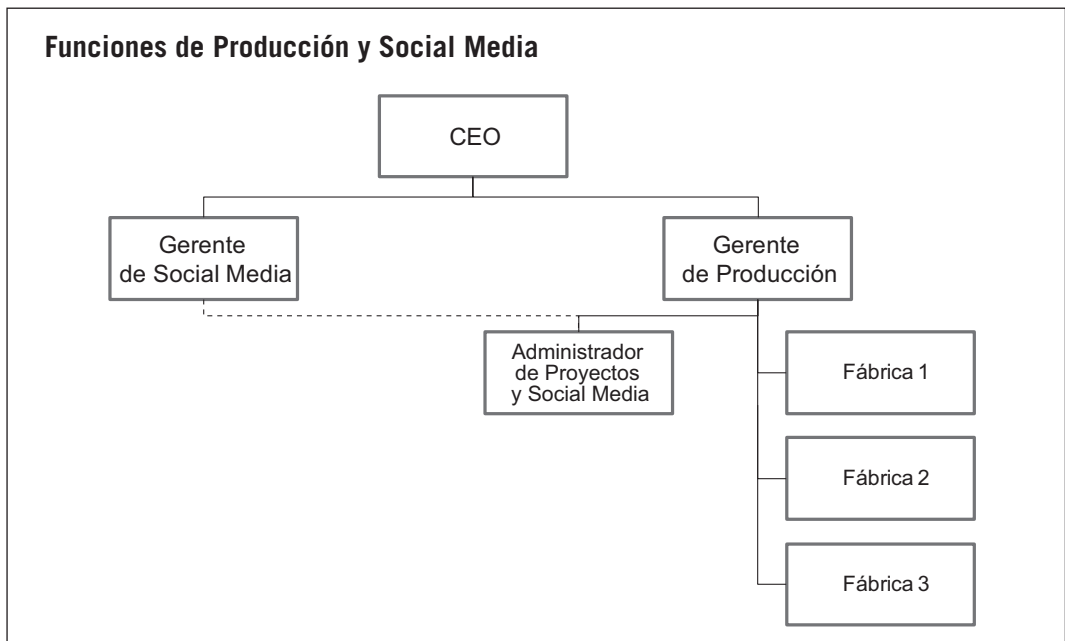 Funciones de Producción y Social Media
CEO
Gerente
de Social Media
Gerente
de Producción
Administrador
de Proyectos
y Social Media
Fábrica 1
Fábrica 2
Fábrica 3